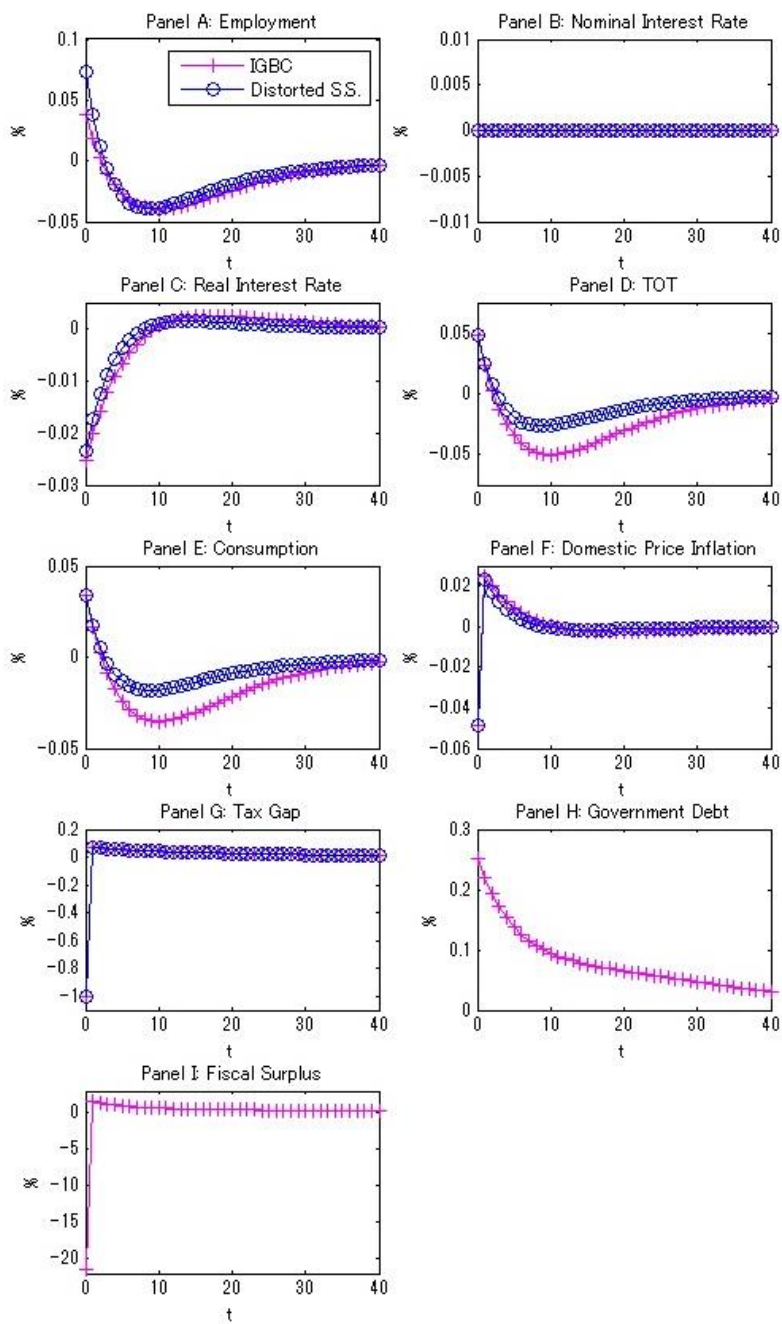 Panel A: Employment
0.1
0.05
0
-0.05
%
IGBC
Distorted S.S.
0 10 20 30 40
t
Panel B: Nominal Interest Rate
0.01
0.005
0
-0.005
-0.01
%
0 10 20 30 40
t
Panel C: Real Interest Rate
0
-0.01
-0.02
-0.03
%
0 10 20 30 40
t
Panel D: TOT
0.05
0
-0.05
%
0 10 20 30 40
t
Panel E: Consumption
0.05
0
-0.05
%
0 10 20 30 40
t
Panel F: Domestic Price Inflation
0.02
0
-0.02
-0.04
-0.06
%
0 10 20 30 40
t
Panel G: Tax Gap
0.2
0
-0.2
-0.4
-0.6
-0.8
-1
%
0 10 20 30 40
t
Panel H: Government Debt
0.3
0.2
0.1
0
%
0 10 20 30 40
t
Panel I: Fiscal Surplus
0
-5
-10
-15
-20
%
0 10 20 30 40
t